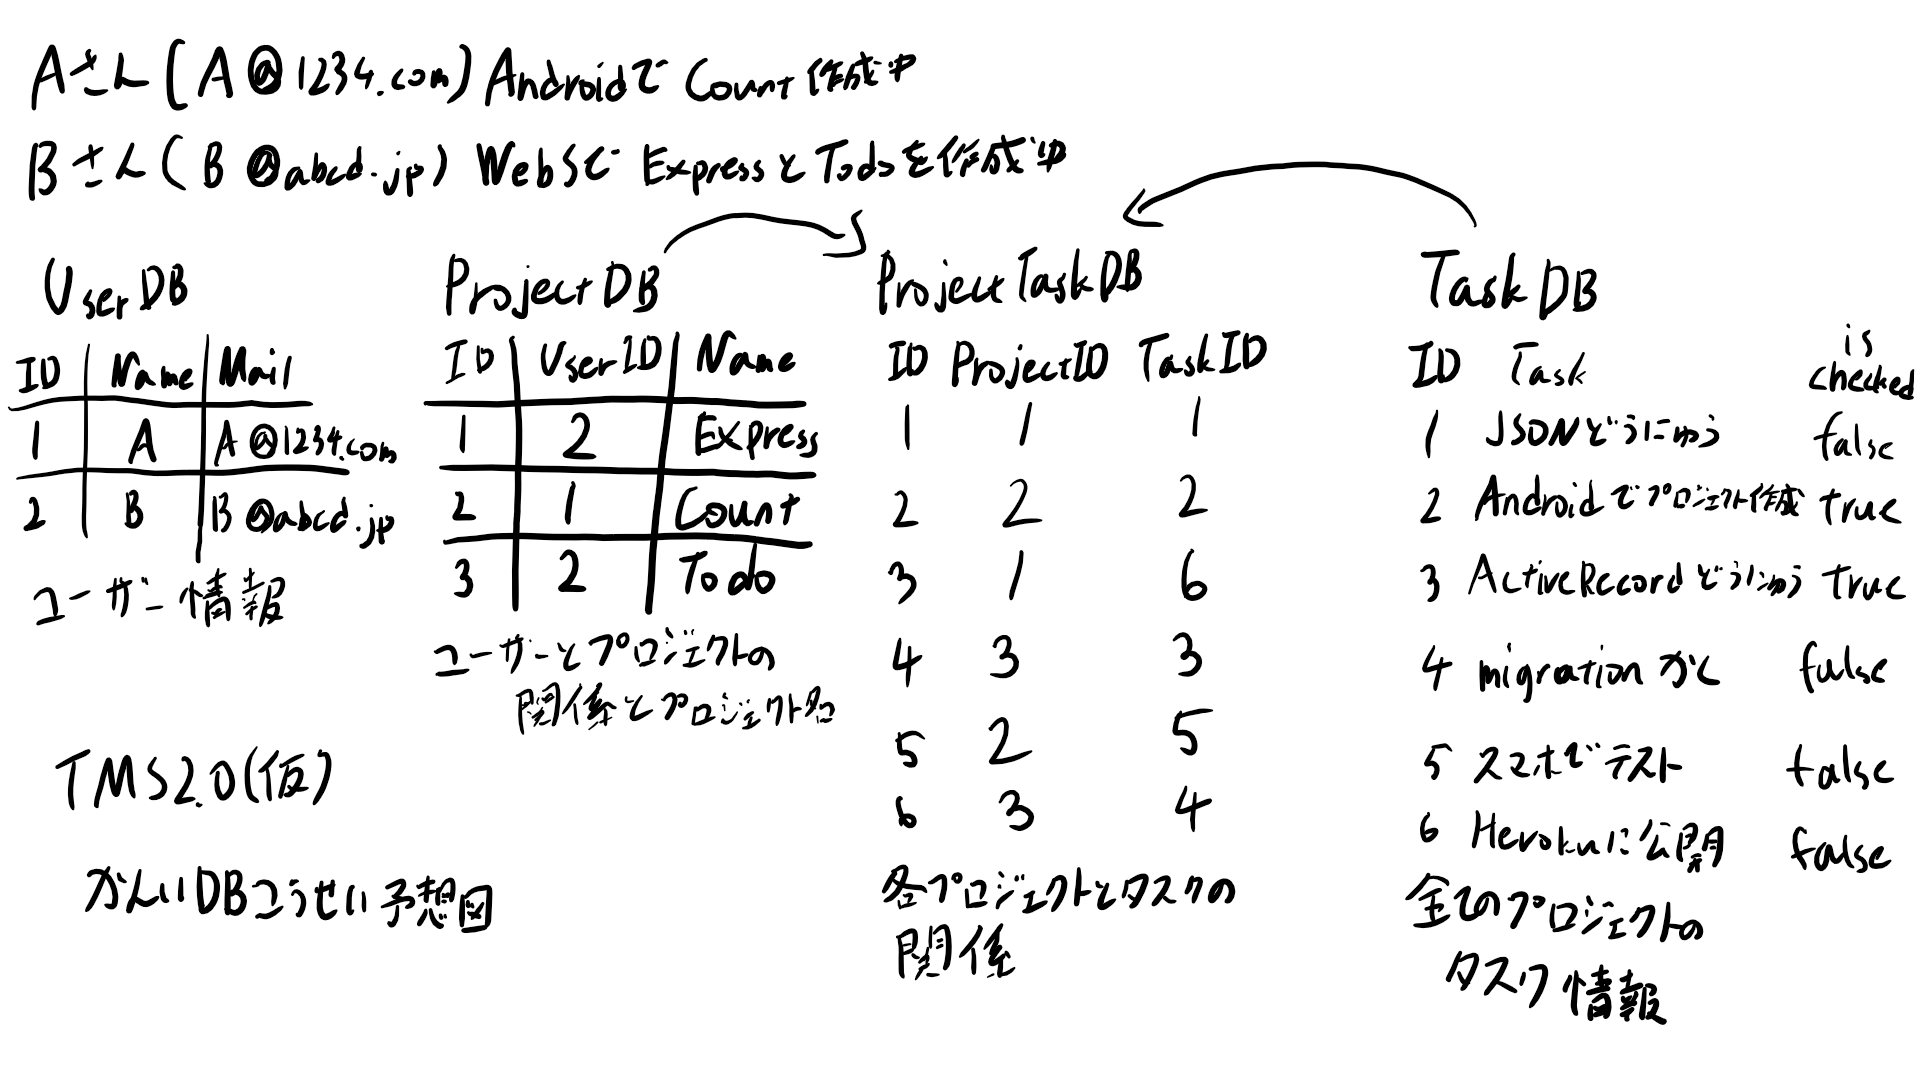 Aさん(A@1234.com) AndroidでCount作成中
Bさん(B@abcd.jp) WebSでExpressとTodoを作成中
UserDB
ID Name Mail
1 A A@1234.com
2 B B@abcd.jp
ユーザー情報
ProjectDB
ID UserID Name
1 2 Express
2 1 Count
3 2 Todo
ユーザーとプロジェクトの
関係とプロジェクト名
ProjectTaskDB
ID ProjectID TaskID
1 1 1
2 2 2
3 1 6
4 3 3
5 2 5
6 3 4
各プロジェクトとタスクの
関係
TaskDB
is
ID Task checked
1 JSONどうにゅう false
2 Androidでプロジェクト作成 true
3 ActiveRecordどうにゅう true
4 migrationかく false
5 スマホでテスト false
6 Herokuに公開 false
全てのプロジェクトの
タスク情報
TMS2.0(仮)
かんいDBこうせい予想図